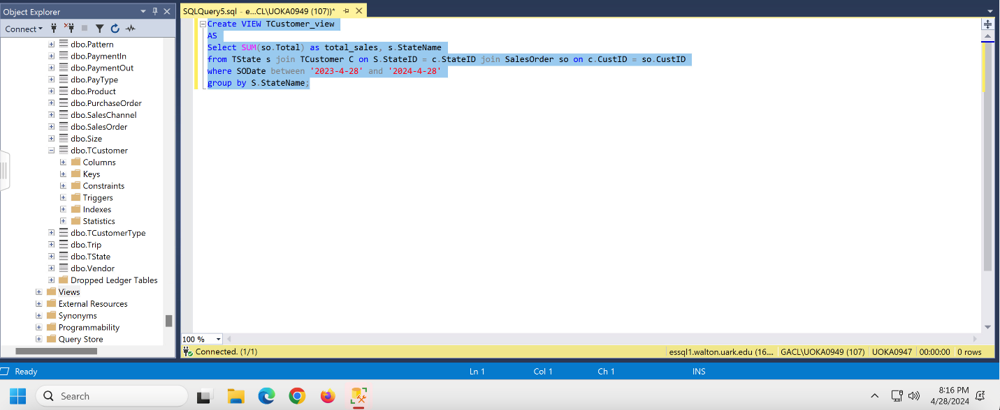 Object Explorer
Connect
dbo.Pattern
dbo.PaymentIn
dbo.PaymentOut
dbo.PayType
dbo.Product
dbo.PurchaseOrder
dbo.SalesChannel
dbo.SalesOrder
dbo.Size
dbo.TCustomer
Columns
Keys
Constraints
Triggers
Indexes
Statistics
dbo.TCustomerType
dbo.Trip
dbo.TState
dbo.Vendor
Dropped Ledger Tables
Views
External Resources
Synonyms
Programmability
Query Store
SQLQuery5.sql - e...CL\UOKA0949 (107))*
Create VIEW TCustomer_view
AS
Select SUM(so.Total) as total_sales, s.StateName
from TState s join TCustomer C on S.StateID = c.StateID join SalesOrder so on c.CustID = so.CustID
where SODate between '2023-4-28' and '2024-4-28'
group by S.StateName;
100 %
Connected. (1/1) essql1.walton.uark.edu (16.... GACL\UOKA0949 (107) UOKA0947 00:00:00 0 rows
Ready Ln 1 Col 1 Ch 1 INS
Search
8:16 PM
4/28/2024